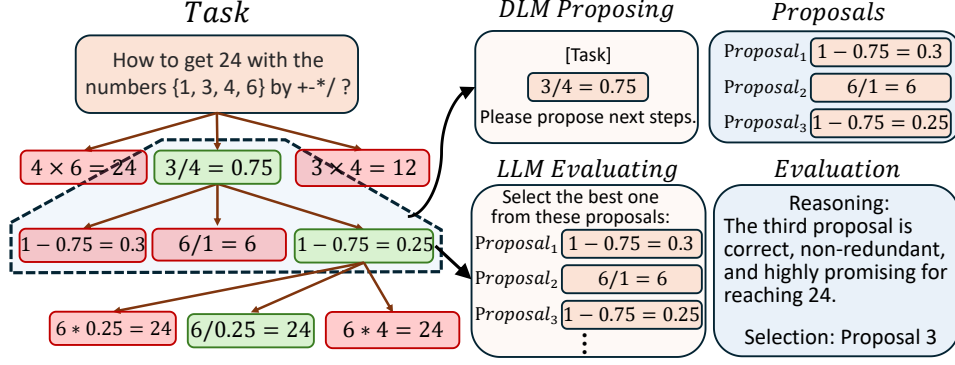 Task
How to get 24 with the
numbers {1, 3, 4, 6} by +-*/ ?
4 × 6 = 24
3/4 = 0.75
3 × 4 = 12
1 − 0.75 = 0.3
6/1 = 6
1 − 0.75 = 0.25
6 * 0.25 = 24
6/0.25 = 24
6 * 4 = 24
DLM Proposing
[Task]
3/4 = 0.75
Please propose next steps.
Proposals
Proposal1 1 − 0.75 = 0.3
Proposal2 6/1 = 6
Proposal3 1 − 0.75 = 0.25
LLM Evaluating
Select the best one
from these proposals:
Proposal1 1 − 0.75 = 0.3
Proposal2 6/1 = 6
Proposal3 1 − 0.75 = 0.25
⋮
Evaluation
Reasoning:
The third proposal is
correct, non-redundant,
and highly promising for
reaching 24.
Selection: Proposal 3